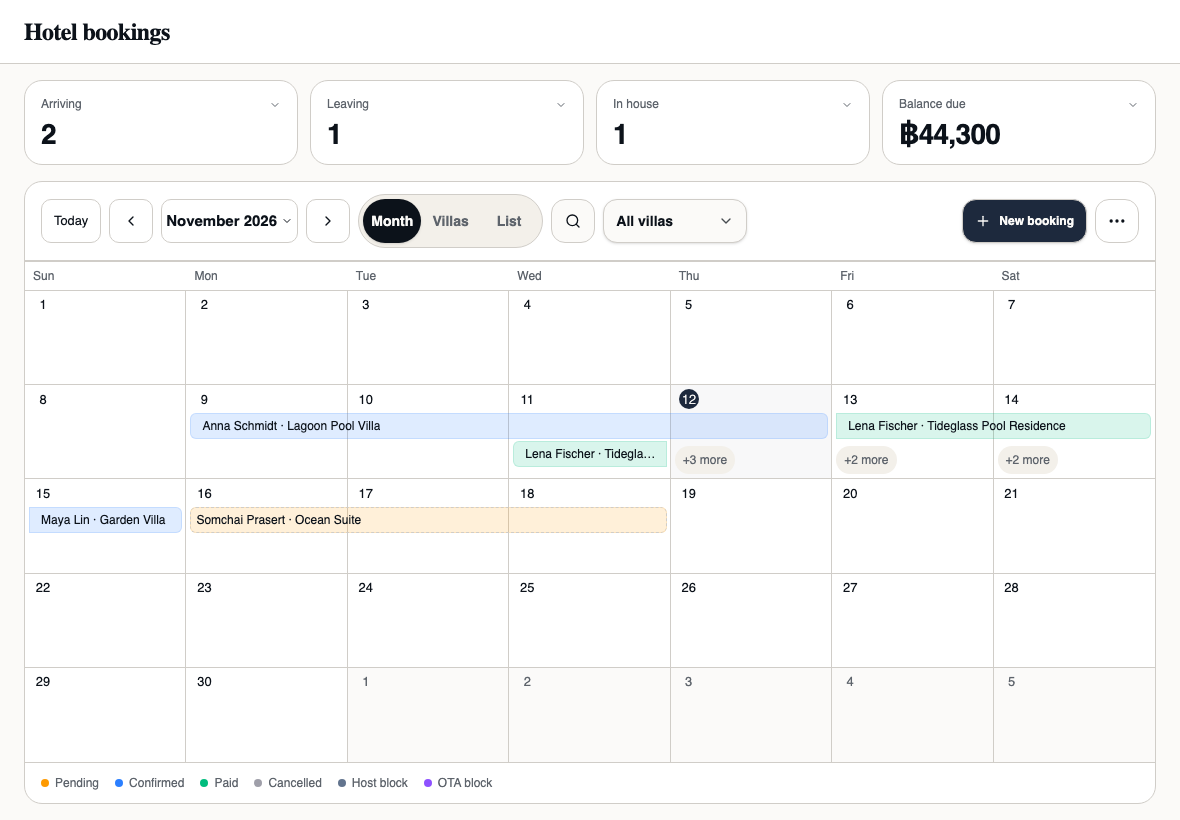 Hotel bookings
Arriving
2
Leaving
1
In house
1
Balance due
฿44,300
Today
November 2026
Month
Villas
List
All villas
+ New booking
Sun Mon Tue Wed Thu Fri Sat
1 2 3 4 5 6 7
8 9 10 11 12 13 14
Anna Schmidt · Lagoon Pool Villa
Lena Fischer · Tideglass Pool Residence
Lena Fischer · Tidegla…
+3 more
+2 more
+2 more
15 16 17 18 19 20 21
Maya Lin · Garden Villa
Somchai Prasert · Ocean Suite
22 23 24 25 26 27 28
29 30 1 2 3 4 5
Pending
Confirmed
Paid
Cancelled
Host block
OTA block